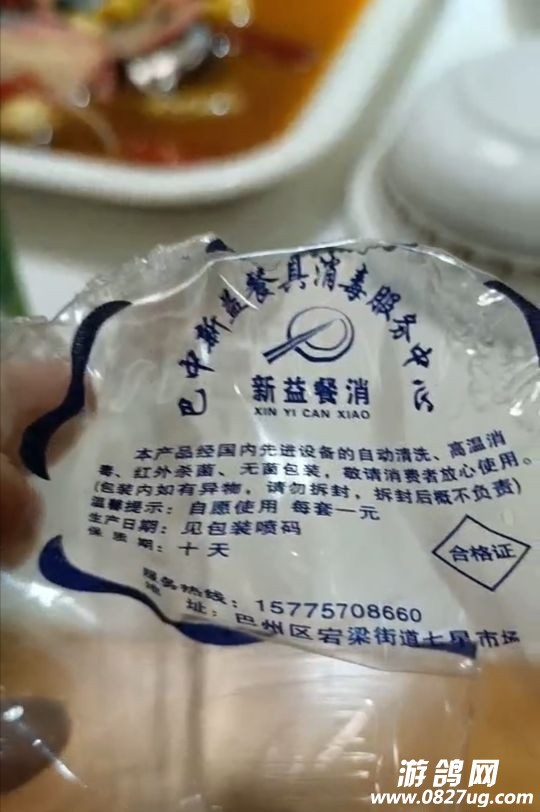 巴中新益餐具消毒服务中心
新益餐消
XIN YI CAN XIAO
本产品经国内先进设备的自动清洗、高温消
毒、红外杀菌、无菌包装，敬请消费者放心使用。
(包装内如有异物，请勿拆封，拆封后概不负责)
温馨提示：自愿使用 每套一元
生产日期：见包装喷码
保质期：十天
合格证
服务热线：15775708660
地址：巴州区宕梁街道七星市场
游鸽网
www.0827ug.com